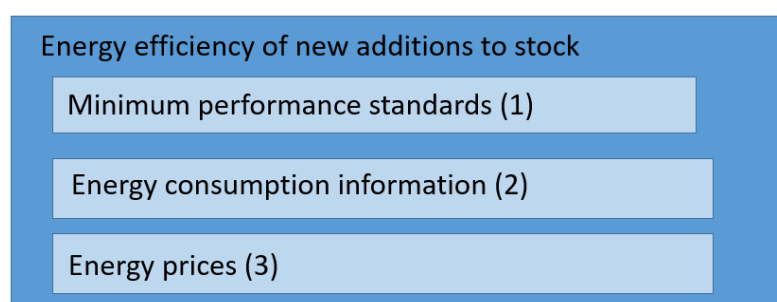 Energy efficiency of new additions to stock
Minimum performance standards (1)
Energy consumption information (2)
Energy prices (3)